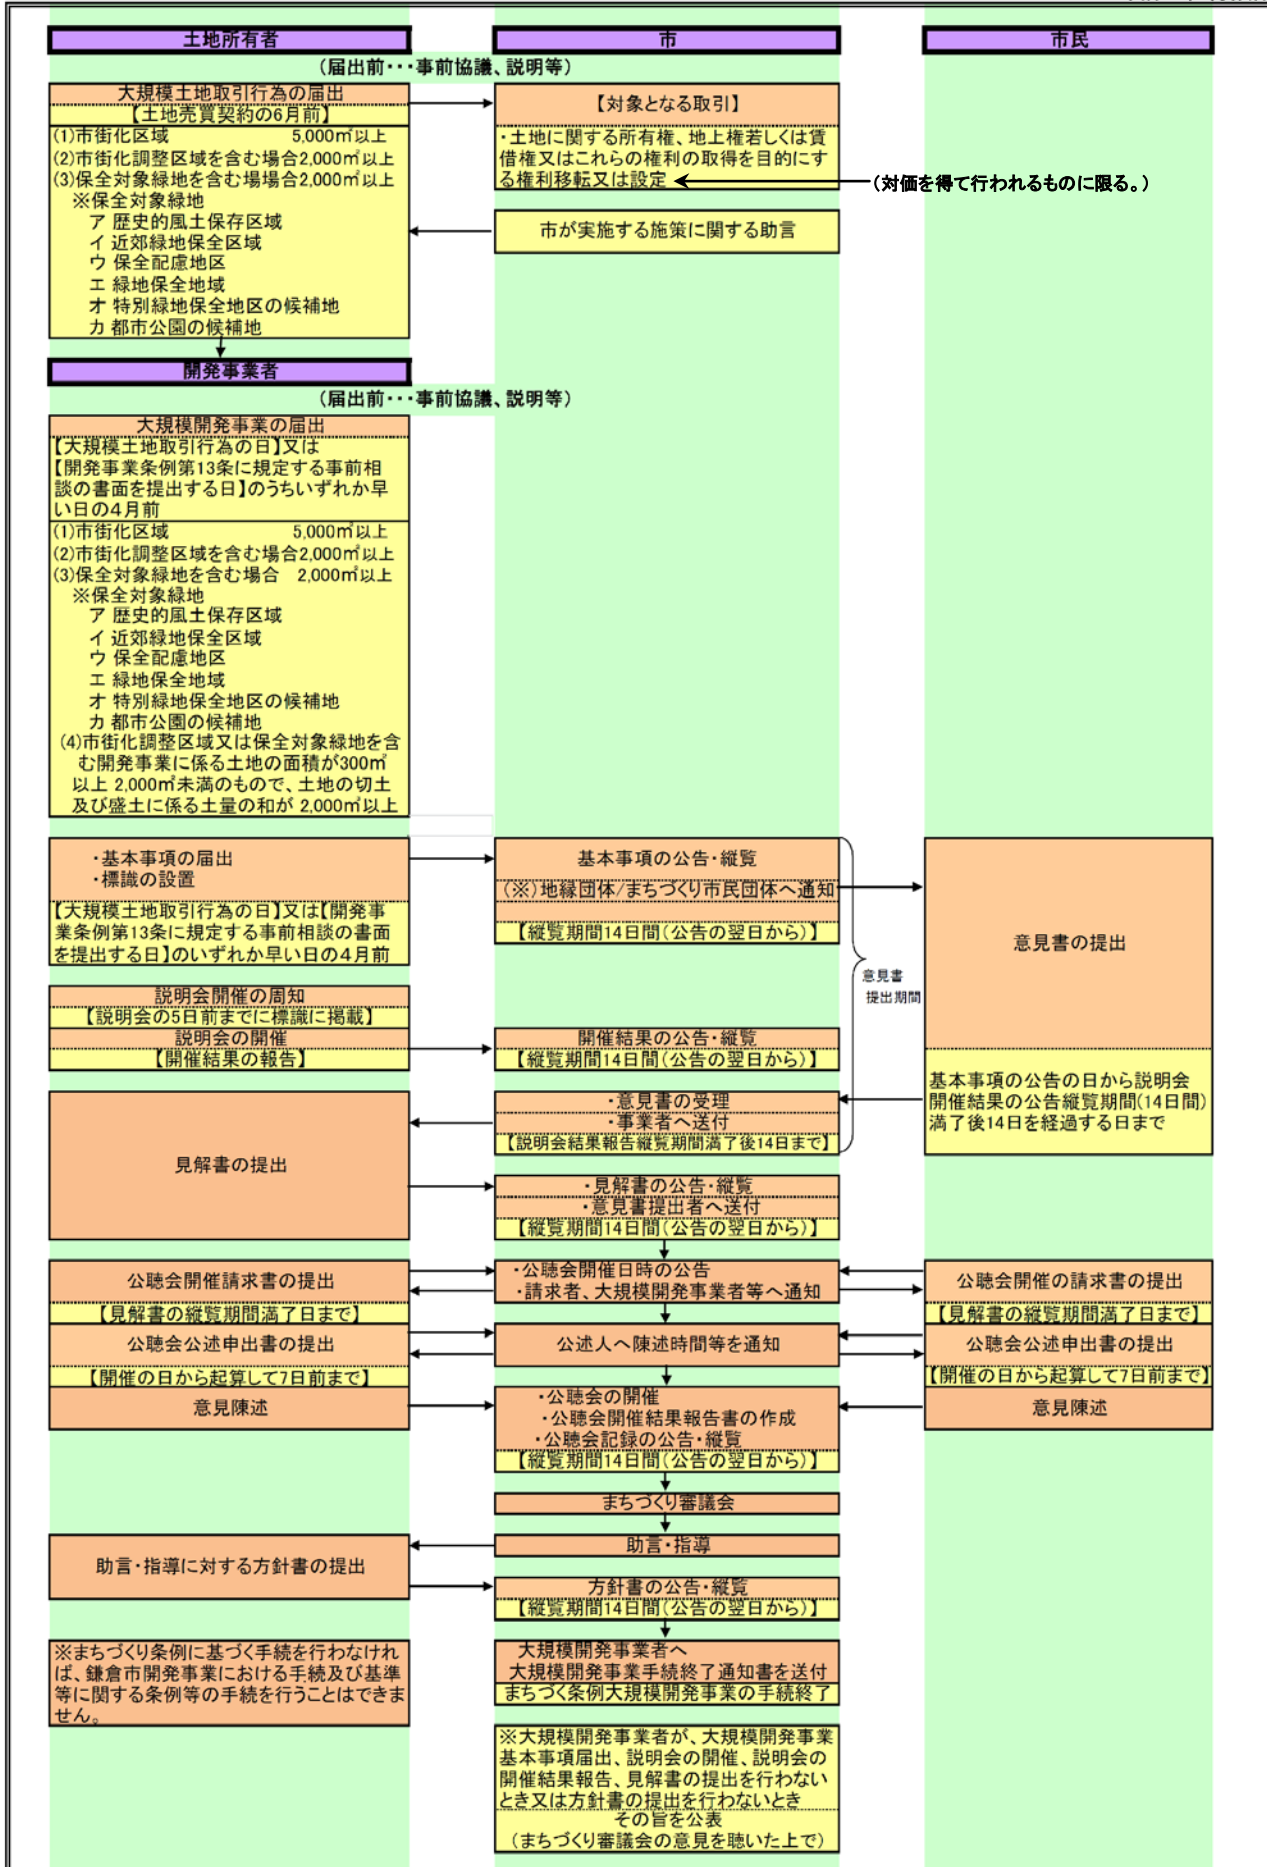 土地所有者
市
市民
(届出前・・・事前協議、説明等)
大規模土地取引行為の届出
【土地売買契約の6月前】
(1)市街化区域 5,000㎡以上
(2)市街化調整区域を含む場合2,000㎡以上
(3)保全対象緑地を含む場場合2,000㎡以上
※保全対象緑地
ア 歴史的風土保存区域
イ 近郊緑地保全区域
ウ 保全配慮地区
エ 緑地保全地域
オ 特別緑地保全地区の候補地
カ 都市公園の候補地
【対象となる取引】
・土地に関する所有権、地上権若しくは賃
借権又はこれらの権利の取得を目的にす
る権利移転又は設定
(対価を得て行われるものに限る。)
市が実施する施策に関する助言
開発事業者
(届出前・・・事前協議、説明等)
大規模開発事業の届出
【大規模土地取引行為の日】又は
【開発事業条例第13条に規定する事前相
談の書面を提出する日】のうちいずれか早
い日の4月前
(1)市街化区域 5,000㎡以上
(2)市街化調整区域を含む場合2,000㎡以上
(3)保全対象緑地を含む場合 2,000㎡以上
※保全対象緑地
ア 歴史的風土保存区域
イ 近郊緑地保全区域
ウ 保全配慮地区
エ 緑地保全地域
オ 特別緑地保全地区の候補地
カ 都市公園の候補地
(4)市街化調整区域又は保全対象緑地を含
む開発事業に係る土地の面積が300㎡
以上 2,000㎡未満のもので、土地の切土
及び盛土に係る土量の和が 2,000㎡以上
・基本事項の届出
・標識の設置
【大規模土地取引行為の日】又は【開発事
業条例第13条に規定する事前相談の書面
を提出する日】のいずれか早い日の4月前
基本事項の公告・縦覧
(※)地縁団体/まちづくり市民団体へ通知
【縦覧期間14日間(公告の翌日から)】
意見書
提出期間
意見書の提出
基本事項の公告の日から説明会
開催結果の公告縦覧期間(14日間)
満了後14日を経過する日まで
説明会開催の周知
【説明会の5日前までに標識に掲載】
説明会の開催
【開催結果の報告】
開催結果の公告・縦覧
【縦覧期間14日間(公告の翌日から)】
・意見書の受理
・事業者へ送付
【説明会結果報告縦覧期間満了後14日まで】
見解書の提出
・見解書の公告・縦覧
・意見書提出者へ送付
【縦覧期間14日間(公告の翌日から)】
公聴会開催請求書の提出
【見解書の縦覧期間満了日まで】
・公聴会開催日時の公告
・請求者、大規模開発事業者等へ通知
公聴会開催の請求書の提出
【見解書の縦覧期間満了日まで】
公聴会公述申出書の提出
【開催の日から起算して7日前まで】
公述人へ陳述時間等を通知
公聴会公述申出書の提出
【開催の日から起算して7日前まで】
意見陳述
・公聴会の開催
・公聴会開催結果報告書の作成
・公聴会記録の公告・縦覧
【縦覧期間14日間(公告の翌日から)】
意見陳述
まちづくり審議会
助言・指導
助言・指導に対する方針書の提出
方針書の公告・縦覧
【縦覧期間14日間(公告の翌日から)】
※まちづくり条例に基づく手続を行わなけれ
ば、鎌倉市開発事業における手続及び基準
等に関する条例等の手続を行うことはできま
せん。
大規模開発事業者へ
大規模開発事業手続終了通知書を送付
まちづく条例大規模開発事業の手続終了
※大規模開発事業者が、大規模開発事業
基本事項届出、説明会の開催、説明会の
開催結果報告、見解書の提出を行わない
とき又は方針書の提出を行わないとき
その旨を公表
(まちづくり審議会の意見を聴いた上で)